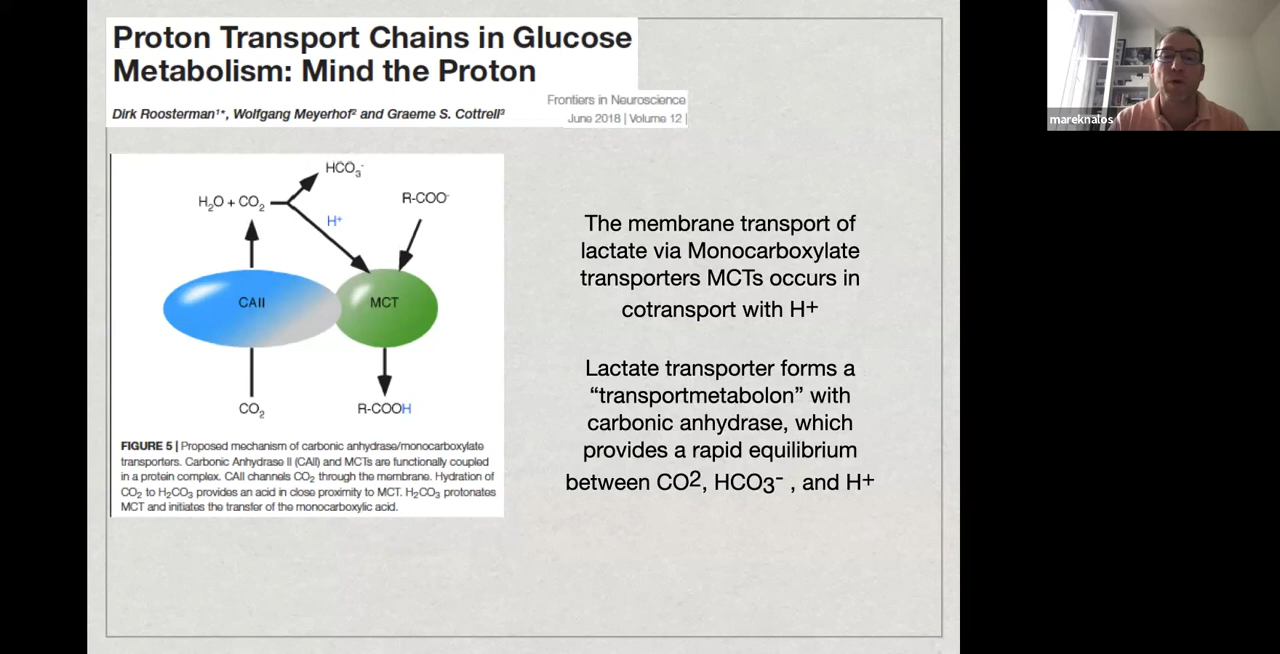 Proton Transport Chains in Glucose
Metabolism: Mind the Proton
Dirk Roosterman¹*, Wolfgang Meyerhof² and Graeme S. Cottrell³
Frontiers in Neuroscience
June 2018 | Volume 12 |
mareknalos
HCO₃⁻
H₂O + CO₂
R-COO⁻
H⁺
CAII
MCT
CO₂
R-COOH
FIGURE 5 | Proposed mechanism of carbonic anhydrase/monocarboxylate
transporters. Carbonic Anhydrase II (CAII) and MCTs are functionally coupled
in a protein complex. CAII channels CO₂ through the membrane. Hydration of
CO₂ to H₂CO₃ provides an acid in close proximity to MCT. H₂CO₃ protonates
MCT and initiates the transfer of the monocarboxylic acid.
The membrane transport of
lactate via Monocarboxylate
transporters MCTs occurs in
cotransport with H+
Lactate transporter forms a
“transportmetabolon” with
carbonic anhydrase, which
provides a rapid equilibrium
between CO2, HCO3- , and H+